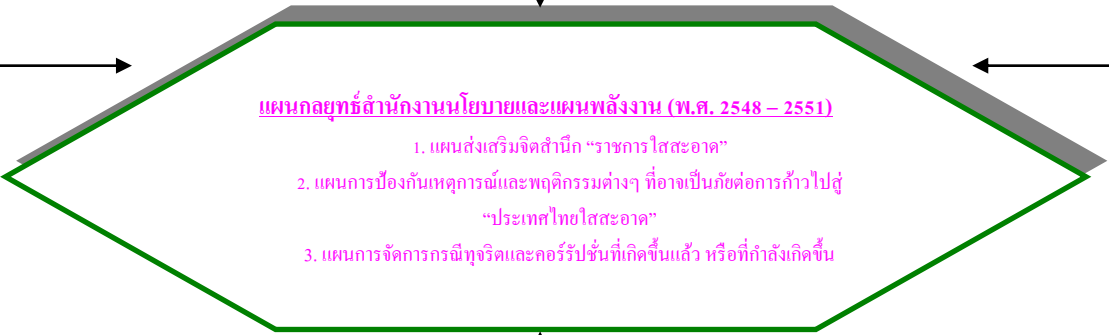 แผนกลยุทธ์สำนักงานนโยบายและแผนพลังงาน (พ.ศ. 2548 – 2551)
1. แผนส่งเสริมจิตสำนึก “ราชการใสสะอาด”
2. แผนการป้องกันเหตุการณ์และพฤติกรรมต่างๆ ที่อาจเป็นภัยต่อการก้าวไปสู่
“ประเทศไทยใสสะอาด”
3. แผนการจัดการกรณีทุจริตและคอร์รัปชั่นที่เกิดขึ้นแล้ว หรือที่กำลังเกิดขึ้น